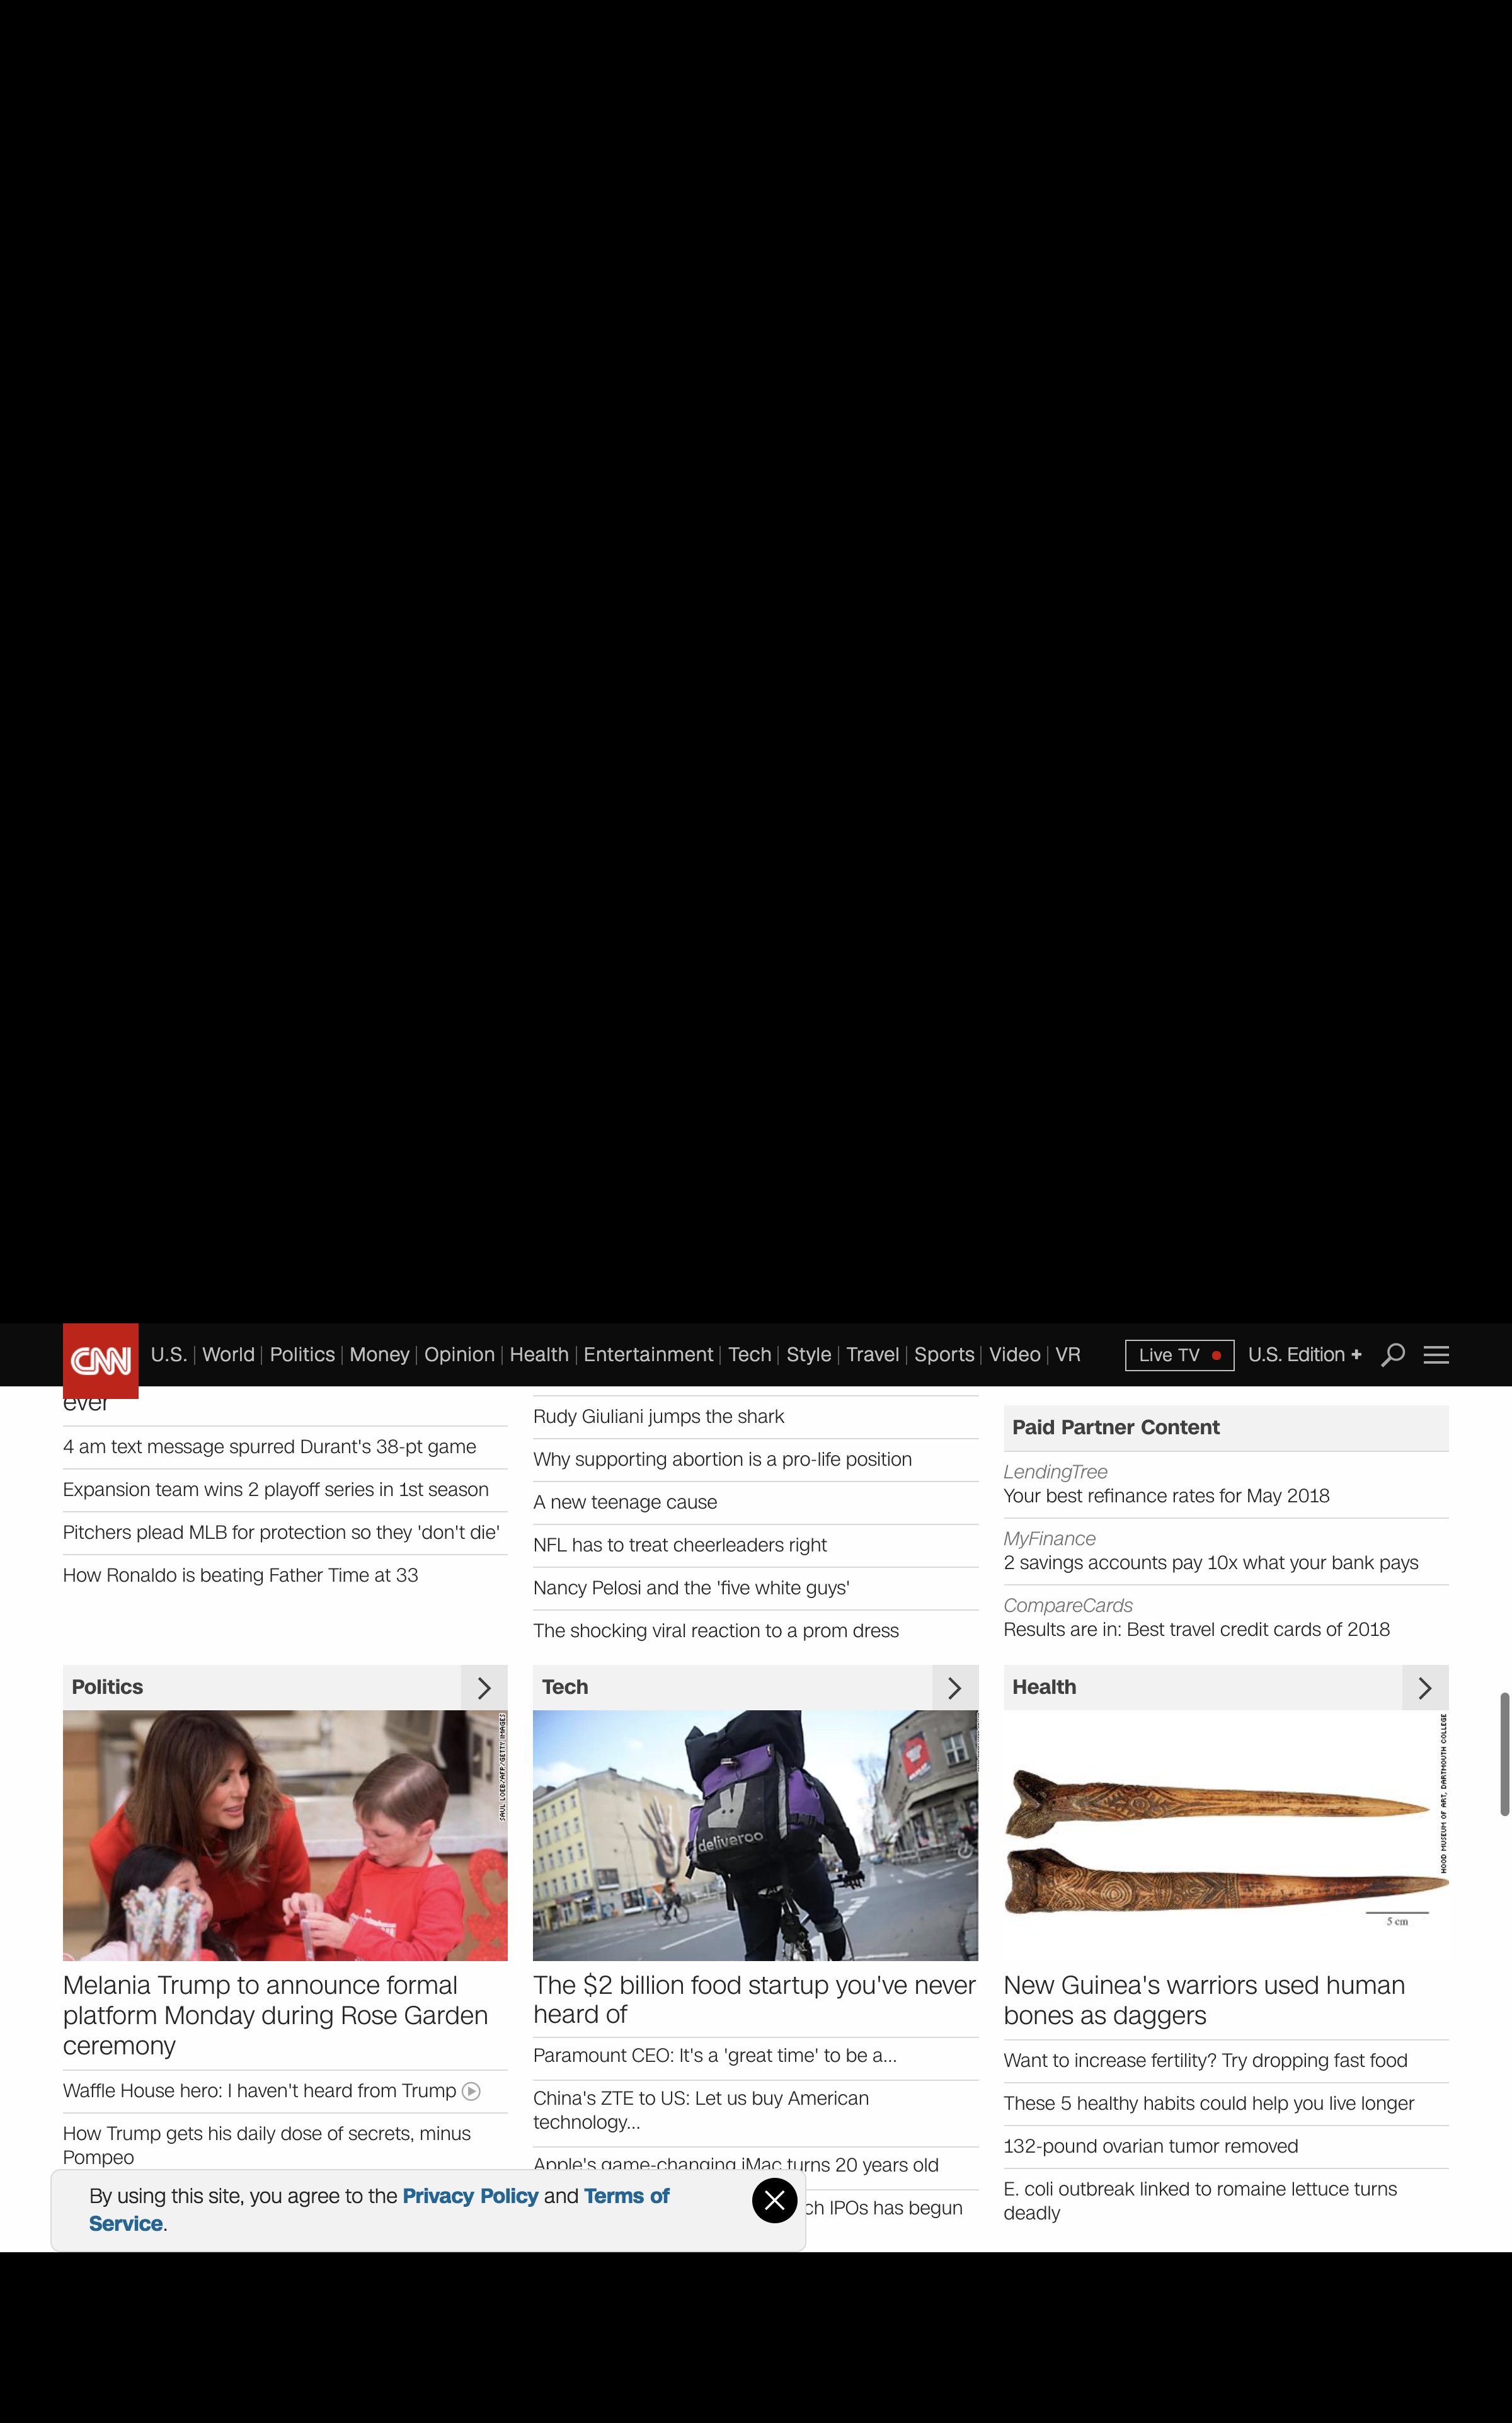 CNN
U.S.
World
Politics
Money
Opinion
Health
Entertainment
Tech
Style
Travel
Sports
Video
VR
Live TV
U.S. Edition +
ever
4 am text message spurred Durant's 38-pt game
Expansion team wins 2 playoff series in 1st season
Pitchers plead MLB for protection so they 'don't die'
How Ronaldo is beating Father Time at 33
Rudy Giuliani jumps the shark
Why supporting abortion is a pro-life position
A new teenage cause
NFL has to treat cheerleaders right
Nancy Pelosi and the 'five white guys'
The shocking viral reaction to a prom dress
Paid Partner Content
LendingTree
Your best refinance rates for May 2018
MyFinance
2 savings accounts pay 10x what your bank pays
CompareCards
Results are in: Best travel credit cards of 2018
Politics
SAUL LOEB/AFP/GETTY IMAGES
Melania Trump to announce formal
platform Monday during Rose Garden
ceremony
Waffle House hero: I haven't heard from Trump
How Trump gets his daily dose of secrets, minus
Pompeo
Tech
deliveroo
The $2 billion food startup you've never
heard of
Paramount CEO: It's a 'great time' to be a...
China's ZTE to US: Let us buy American
technology...
Apple's game-changing iMac turns 20 years old
ch IPOs has begun
Health
HOOD MUSEUM OF ART, DARTMOUTH COLLEGE
5 cm
New Guinea's warriors used human
bones as daggers
Want to increase fertility? Try dropping fast food
These 5 healthy habits could help you live longer
132-pound ovarian tumor removed
E. coli outbreak linked to romaine lettuce turns
deadly
By using this site, you agree to the Privacy Policy and Terms of
Service.